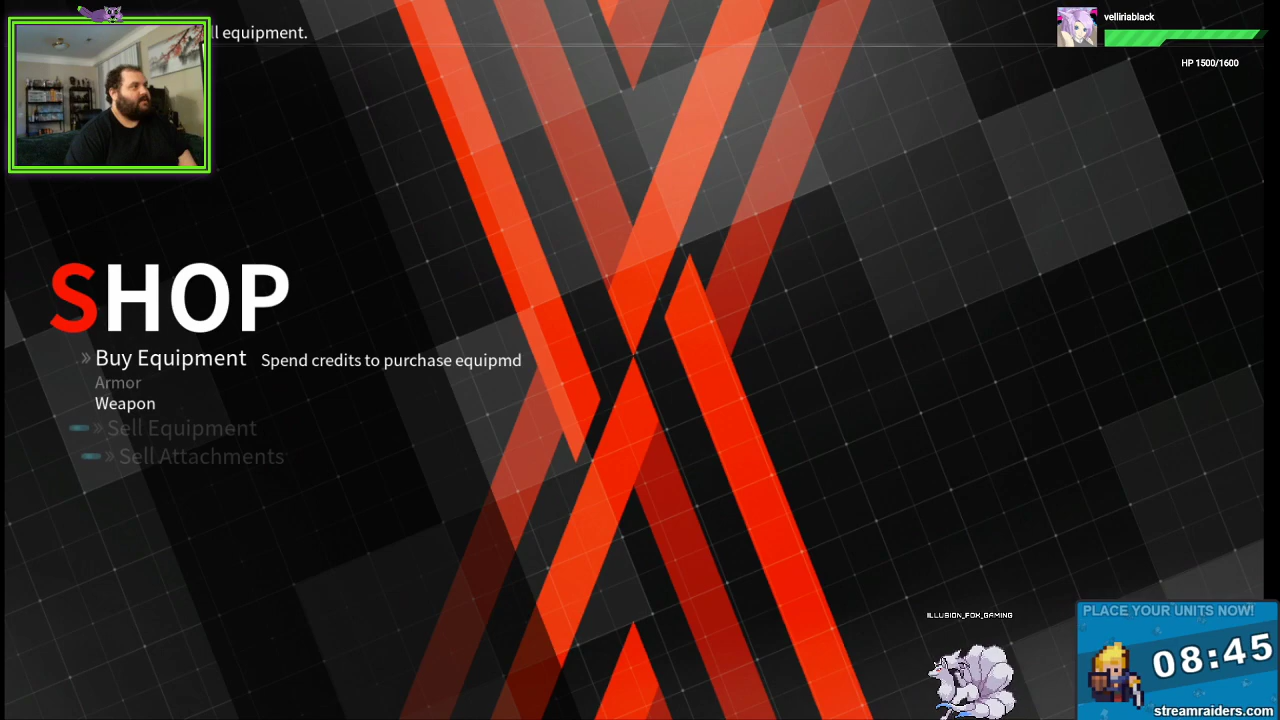 ll equipment.
velliriablack
HP 1500/1600
SHOP
Buy Equipment Spend credits to purchase equipmd
Armor
Weapon
Sell Equipment
Sell Attachments
ILLUSION_FOX_GAMING
PLACE YOUR UNITS NOW!
08:45
streamraiders.com